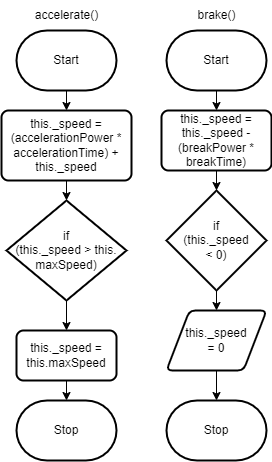 accelerate()
Start
this._speed =
(accelerationPower *
accelerationTime) +
this._speed
if
(this._speed > this.
maxSpeed)
this._speed =
this.maxSpeed
Stop
brake()
Start
this._speed =
this._speed -
(breakPower *
breakTime)
if
(this._speed
< 0)
this._speed
= 0
Stop